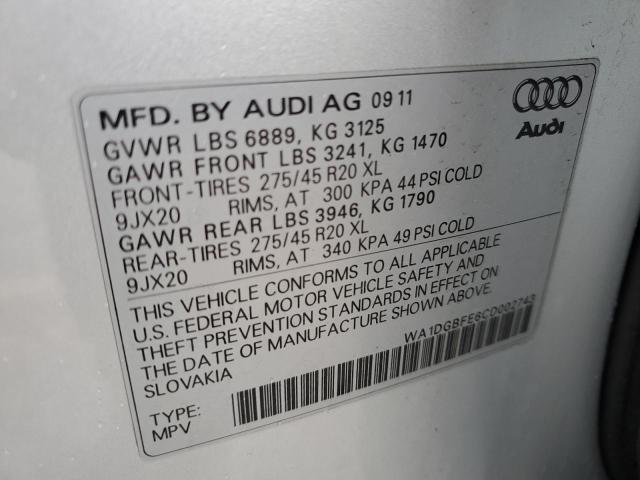 MFD. BY AUDI AG 09 11
Audi
GVWR LBS 6889, KG 3125
GAWR FRONT LBS 3241, KG 1470
FRONT-TIRES 275/45 R20 XL
9JX20 RIMS, AT 300 KPA 44 PSI COLD
GAWR REAR LBS 3946, KG 1790
REAR-TIRES 275/45 R20 XL
9JX20 RIMS, AT 340 KPA 49 PSI COLD
THIS VEHICLE CONFORMS TO ALL APPLICABLE
U.S. FEDERAL MOTOR VEHICLE SAFETY AND
THEFT PREVENTION STANDARDS IN EFFECT ON
THE DATE OF MANUFACTURE SHOWN ABOVE.
SLOVAKIA
WA1DGBFE6CD002743
TYPE:
MPV